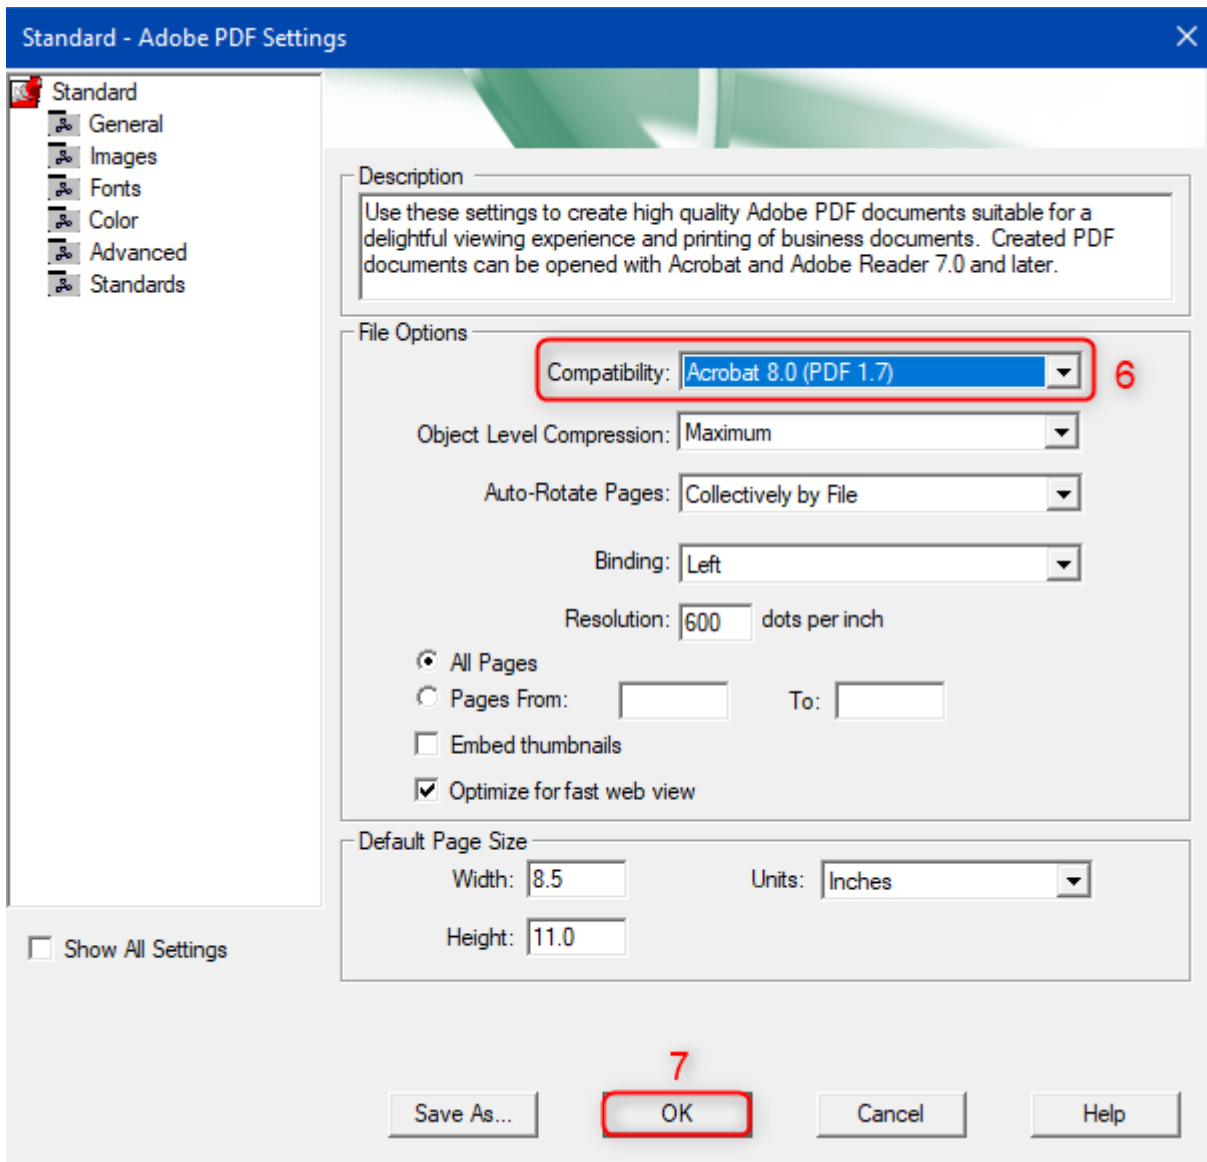 Standard - Adobe PDF Settings
Standard
General
Images
Fonts
Color
Advanced
Standards
Show All Settings
Description
Use these settings to create high quality Adobe PDF documents suitable for a
delightful viewing experience and printing of business documents.  Created PDF
documents can be opened with Acrobat and Adobe Reader 7.0 and later.
File Options
Compatibility: Acrobat 8.0 (PDF 1.7) 6
Object Level Compression: Maximum
Auto-Rotate Pages: Collectively by File
Binding: Left
Resolution: 600 dots per inch
All Pages
Pages From: To:
Embed thumbnails
Optimize for fast web view
Default Page Size
Width: 8.5 Units: Inches
Height: 11.0
7
Save As... OK Cancel Help